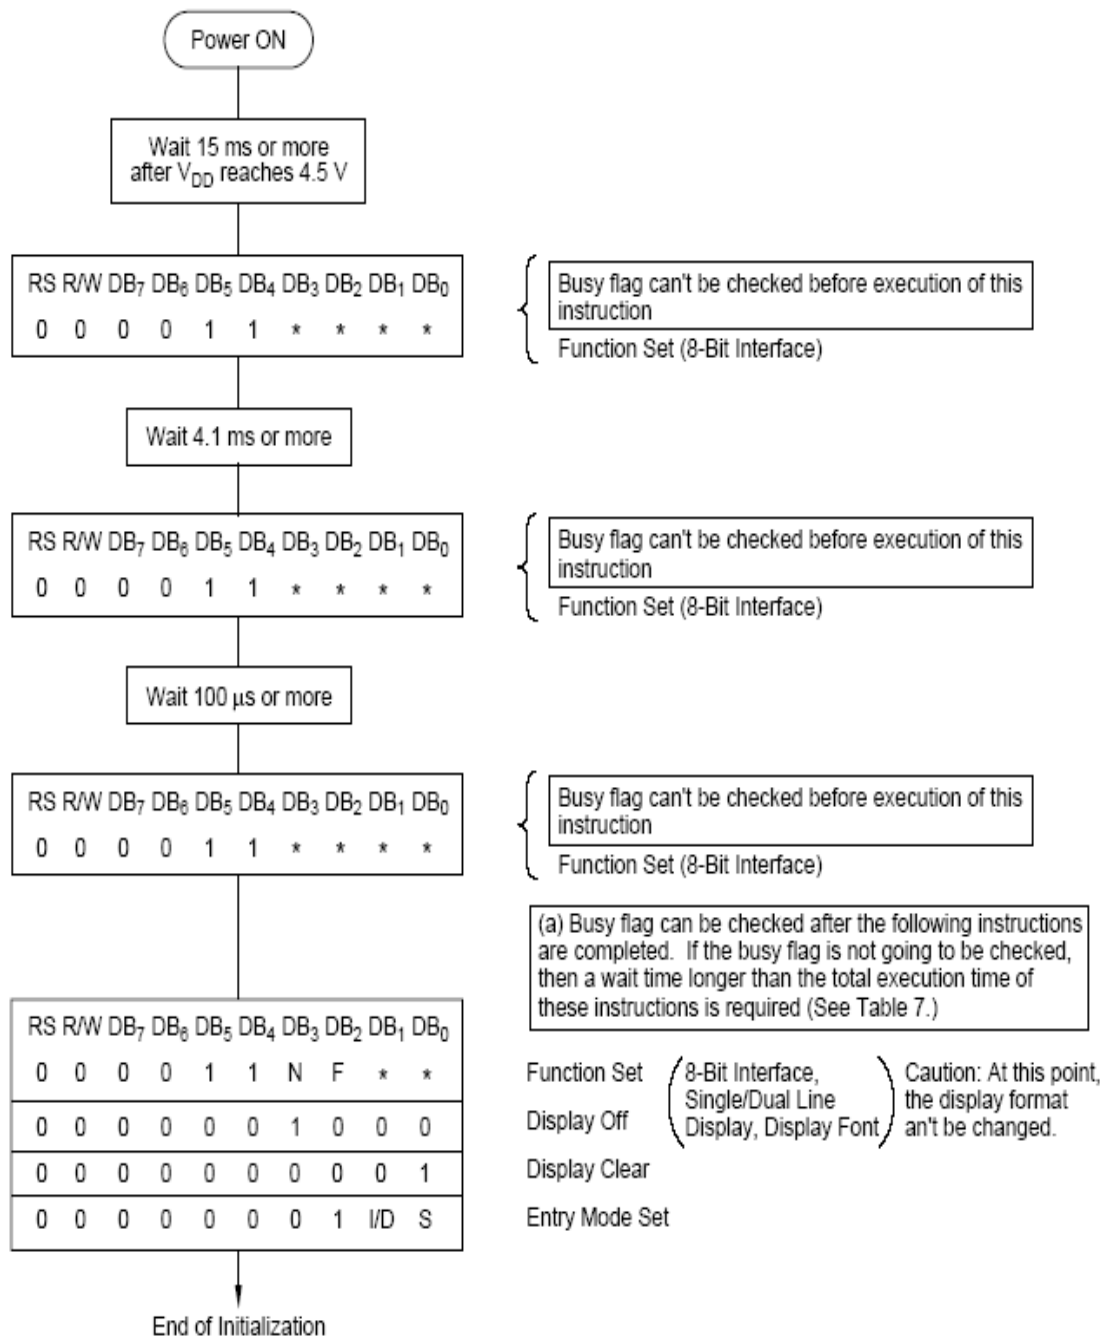 Power ON
Wait 15 ms or more
after VDD reaches 4.5 V
RS R/W DB7 DB6 DB5 DB4 DB3 DB2 DB1 DB0
0 0 0 0 1 1 * * * *
Busy flag can't be checked before execution of this
instruction
Function Set (8-Bit Interface)
Wait 4.1 ms or more
RS R/W DB7 DB6 DB5 DB4 DB3 DB2 DB1 DB0
0 0 0 0 1 1 * * * *
Busy flag can't be checked before execution of this
instruction
Function Set (8-Bit Interface)
Wait 100 μs or more
RS R/W DB7 DB6 DB5 DB4 DB3 DB2 DB1 DB0
0 0 0 0 1 1 * * * *
Busy flag can't be checked before execution of this
instruction
Function Set (8-Bit Interface)
(a) Busy flag can be checked after the following instructions
are completed. If the busy flag is not going to be checked,
then a wait time longer than the total execution time of
these instructions is required (See Table 7.)
RS R/W DB7 DB6 DB5 DB4 DB3 DB2 DB1 DB0
0 0 0 0 1 1 N F * *
0 0 0 0 0 0 1 0 0 0
0 0 0 0 0 0 0 0 0 1
0 0 0 0 0 0 0 1 I/D S
Function Set
Display Off
Display Clear
Entry Mode Set
8-Bit Interface,
Single/Dual Line
Display, Display Font
Caution: At this point,
the display format
an't be changed.
End of Initialization